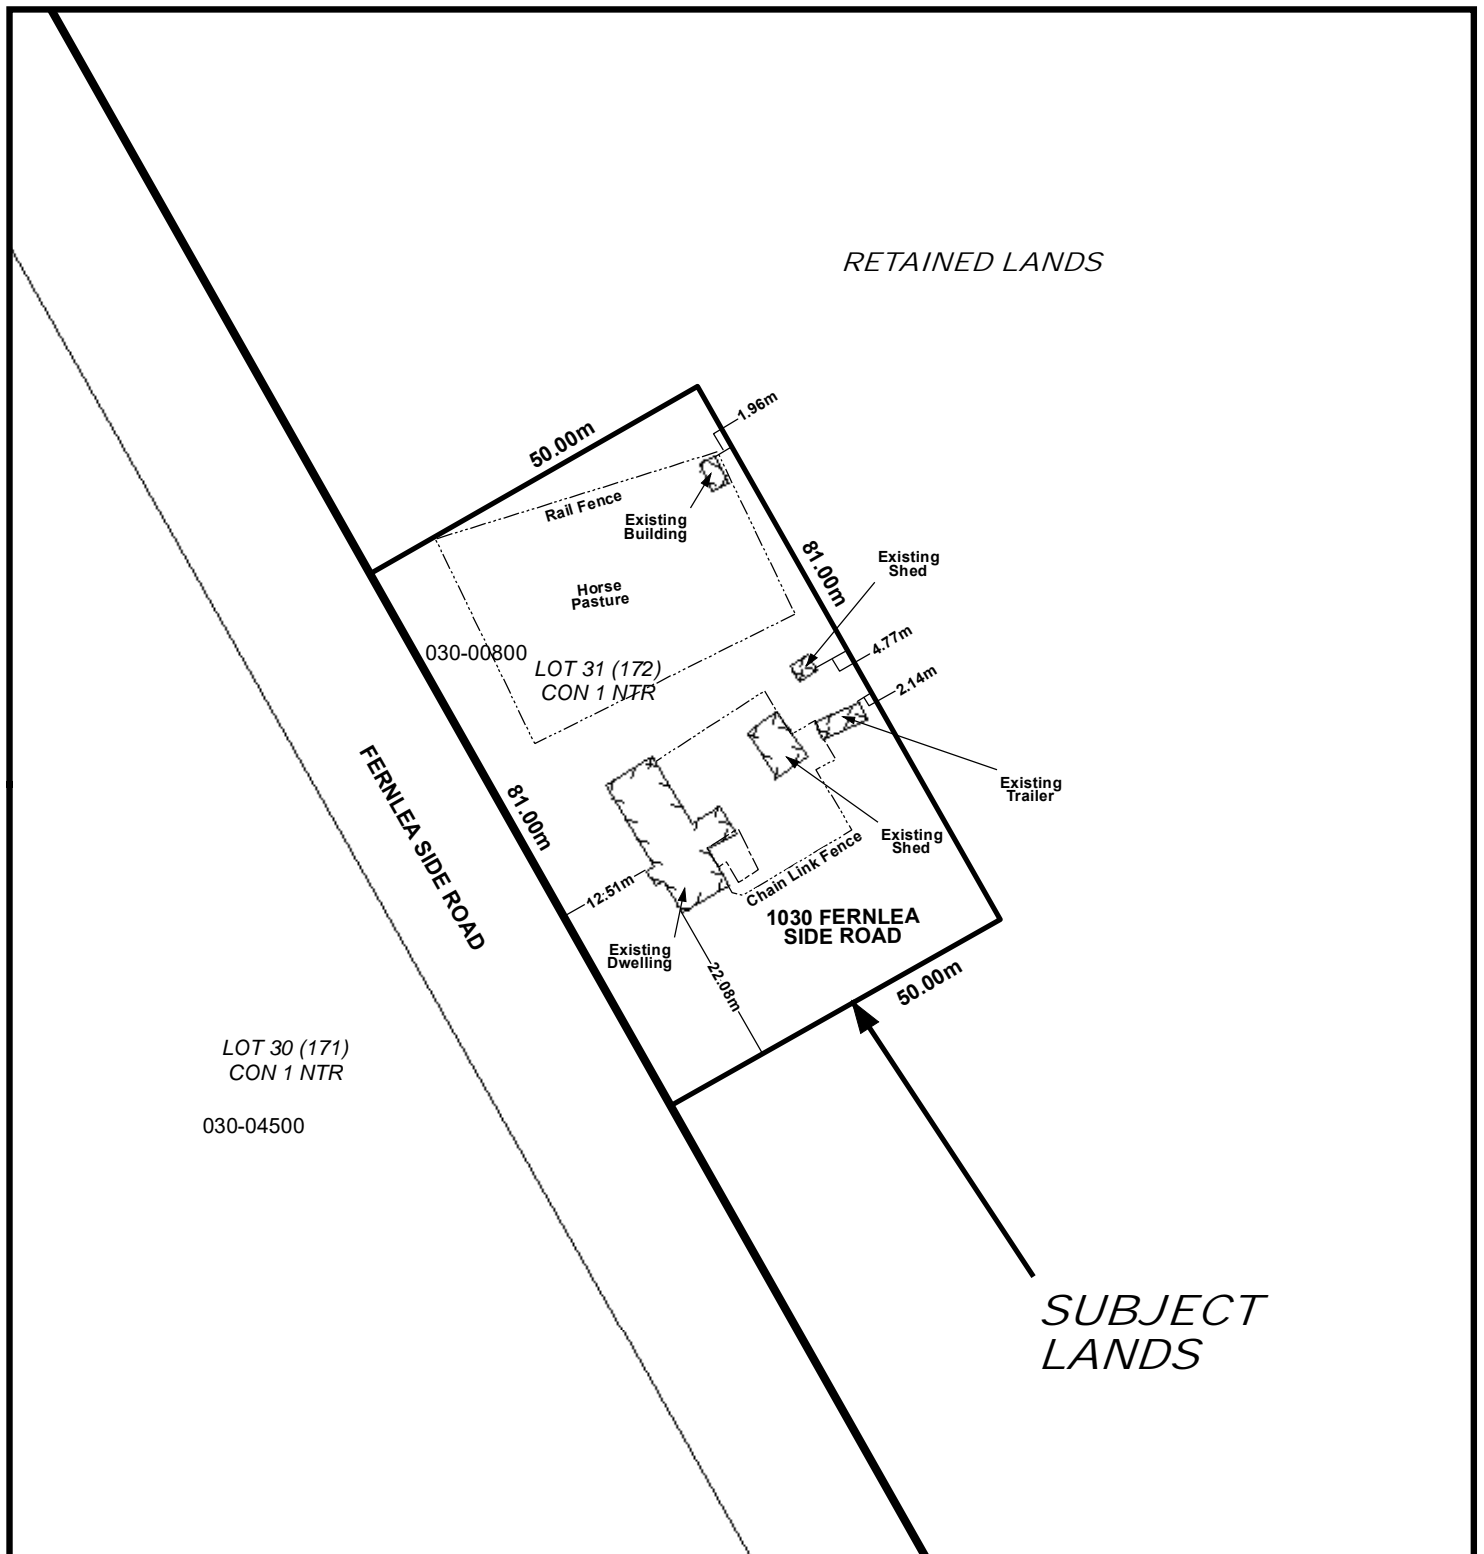 RETAINED LANDS
1.96m
50.00m
Rail Fence
Existing
Building
81.00m
Existing
Shed
Horse
Pasture
4.77m
030-00800
LOT 31 (172)
CON 1 NTR
2.14m
FERNLEA SIDE ROAD
81.00m
Existing
Trailer
Existing
Shed
Chain Link Fence
12.51m
1030 FERNLEA
SIDE ROAD
Existing
Dwelling
22.08m
50.00m
LOT 30 (171)
CON 1 NTR
030-04500
SUBJECT
LANDS